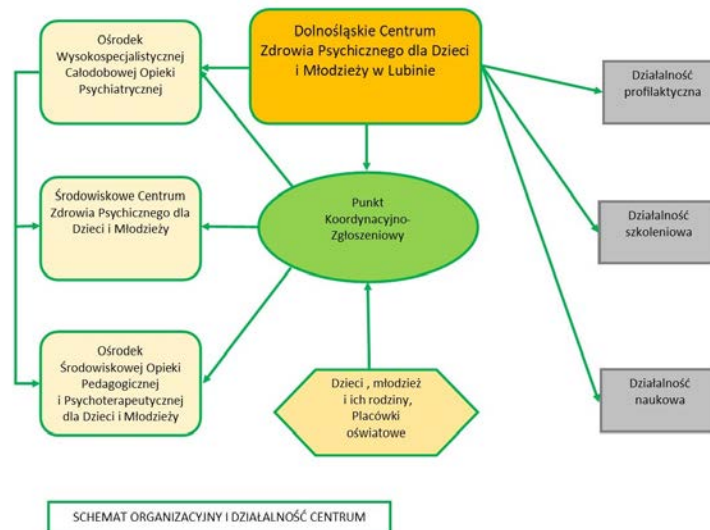 Dolnośląskie Centrum
Zdrowia Psychicznego dla Dzieci
i Młodzieży w Lubinie
Ośrodek
Wysokospecjalistycznej
Całodobowej Opieki
Psychiatrycznej
Działalność
profilaktyczna
Środowiskowe Centrum
Zdrowia Psychicznego dla
Dzieci i Młodzieży
Punkt
Koordynacyjno-
Zgłoszeniowy
Działalność
szkoleniowa
Ośrodek
Środowiskowej Opieki
Pedagogicznej
i Psychoterapeutycznej
dla Dzieci i Młodzieży
Dzieci , młodzież
i ich rodziny,
Placówki
oświatowe
Działalność
naukowa
SCHEMAT ORGANIZACYJNY I DZIAŁALNOŚĆ CENTRUM